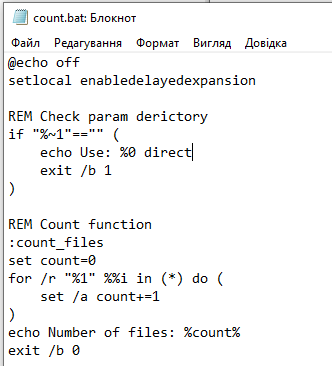 count.bat: Блокнот
Файл Редагування Формат Вигляд Довідка
@echo off
setlocal enabledelayedexpansion

REM Check param derictory
if "%~1"=="" (
    echo Use: %0 direct
    exit /b 1
)

REM Count function
:count_files
set count=0
for /r "%1" %%i in (*) do (
    set /a count+=1
)
echo Number of files: %count%
exit /b 0